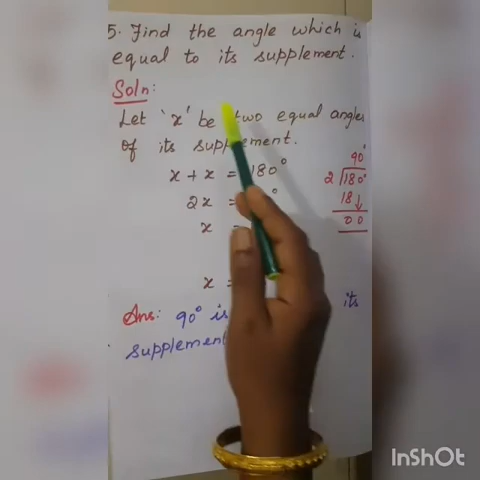 5. Find the angle which is
equal to its supplement.
Soln:
Let 'x' be two equal angles
of its supplement.
x + x = 180°
2x = °
x =
x =
90°
2 180°
18↓
00
Ans: 90° is its
supplement
InShOt